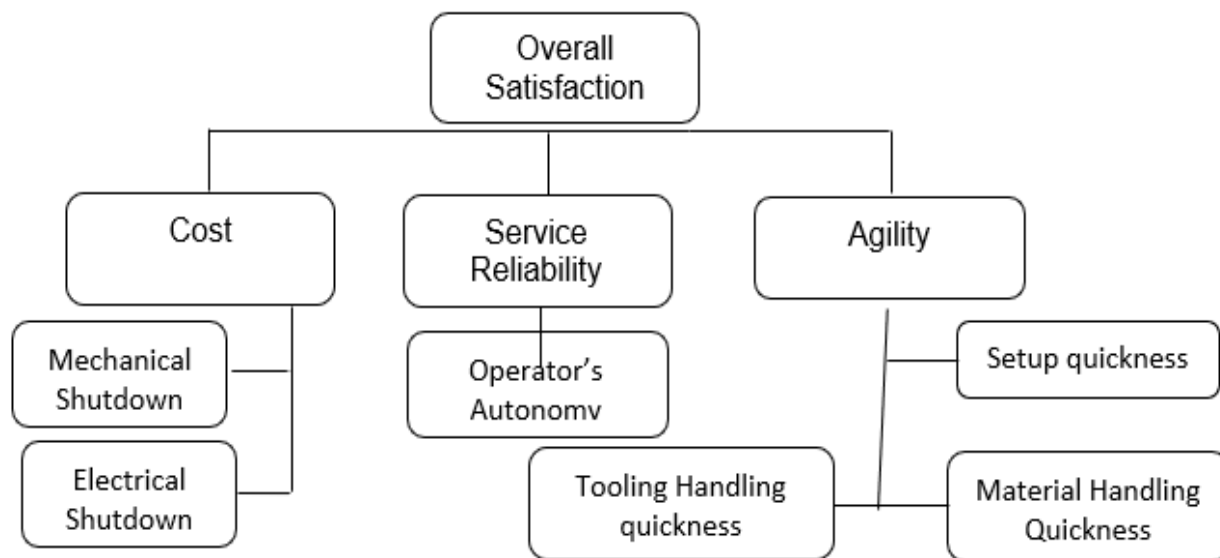 Overall
Satisfaction
Cost
Service
Reliability
Agility
Mechanical
Shutdown
Operator’s
Autonomv
Setup quickness
Electrical
Shutdown
Tooling Handling
quickness
Material Handling
Quickness